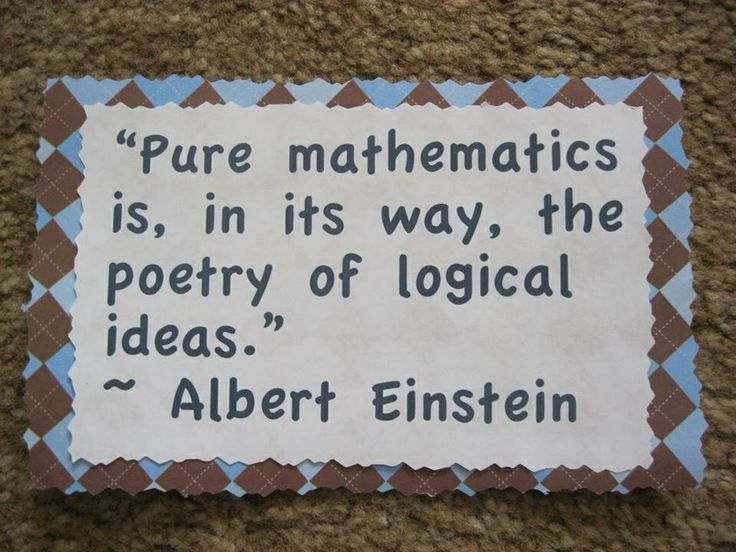 “Pure mathematics
is, in its way, the
poetry of logical
ideas.”
~ Albert Einstein